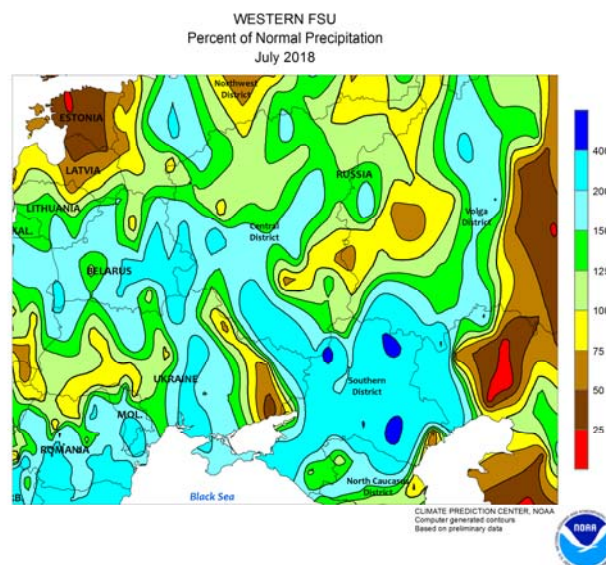 WESTERN FSU
Percent of Normal Precipitation
July 2018
Northwest
District
ESTONIA
LATVIA
LITHUANIA
RUSSIA
KAL.
Central
District
Volga
District
BELARUS
UKRAINE
Southern
District
MOL.
ROMANIA
North Caucasus
District
Black Sea
400
200
150
125
100
75
50
25
CLIMATE PREDICTION CENTER, NOAA
Computer generated contours
Based on preliminary data
NOAA